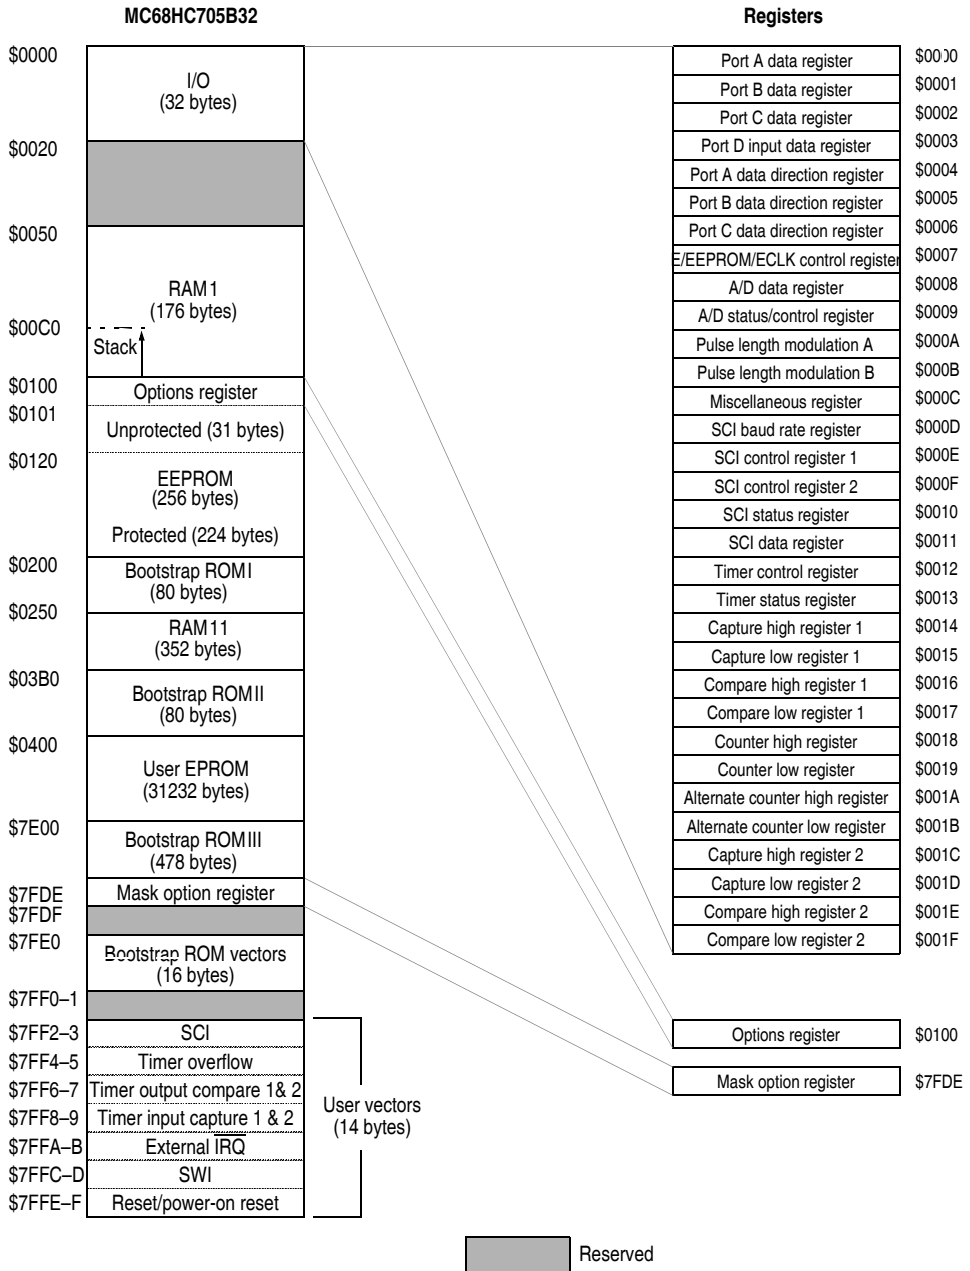 MC68HC705B32
$0000
I/O
(32 bytes)
$0020
$0050
RAM1
(176 bytes)
$00C0
Stack
$0100
Options register
$0101
Unprotected (31 bytes)
$0120
EEPROM
(256 bytes)
Protected (224 bytes)
$0200
Bootstrap ROMI
(80 bytes)
$0250
RAM11
(352 bytes)
$03B0
Bootstrap ROMII
(80 bytes)
$0400
User EPROM
(31232 bytes)
$7E00
Bootstrap ROMIII
(478 bytes)
$7FDE
Mask option register
$7FDF
$7FE0
Bootstrap ROM vectors
(16 bytes)
$7FF0–1
$7FF2–3 SCI
$7FF4–5 Timer overflow
$7FF6–7 Timer output compare 1& 2
$7FF8–9 Timer input capture 1 & 2
$7FFA–B External IRQ
$7FFC–D SWI
$7FFE–F Reset/power-on reset
User vectors
(14 bytes)
Registers
Port A data register $0000
Port B data register $0001
Port C data register $0002
Port D input data register $0003
Port A data direction register $0004
Port B data direction register $0005
Port C data direction register $0006
E/EEPROM/ECLK control register $0007
A/D data register $0008
A/D status/control register $0009
Pulse length modulation A $000A
Pulse length modulation B $000B
Miscellaneous register $000C
SCI baud rate register $000D
SCI control register 1 $000E
SCI control register 2 $000F
SCI status register $0010
SCI data register $0011
Timer control register $0012
Timer status register $0013
Capture high register 1 $0014
Capture low register 1 $0015
Compare high register 1 $0016
Compare low register 1 $0017
Counter high register $0018
Counter low register $0019
Alternate counter high register $001A
Alternate counter low register $001B
Capture high register 2 $001C
Capture low register 2 $001D
Compare high register 2 $001E
Compare low register 2 $001F
Options register $0100
Mask option register $7FDE
Reserved